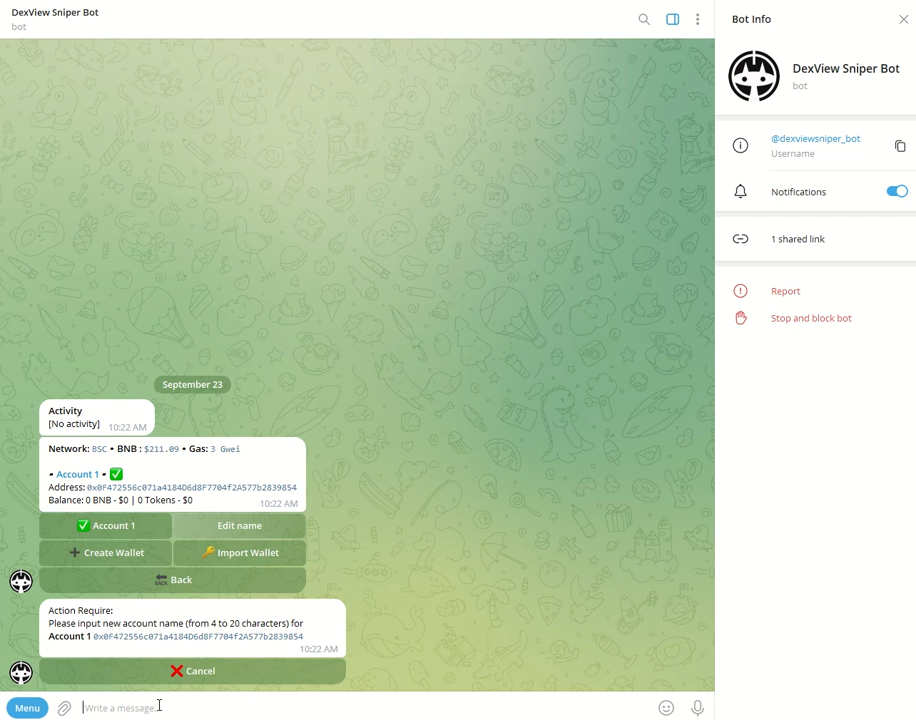 DexView Sniper Bot
bot
September 23
Activity
[No activity] 10:22 AM
Network: BSC • BNB : $211.09 • Gas: 3 Gwei
• Account 1 • ✅
Address: 0x0F472556c071a4184D6d8F7704f2A577b2839854
Balance: 0 BNB - $0 | 0 Tokens - $0
10:22 AM
✅ Account 1
Edit name
➕ Create Wallet
🔑 Import Wallet
🔙 Back
Action Require:
Please input new account name (from 4 to 20 characters) for
Account 1 0x0F472556c071a4184D6d8F7704f2A577b2839854
10:22 AM
❌ Cancel
Menu
Write a message...
Bot Info
DexView Sniper Bot
bot
@dexviewsniper_bot
Username
Notifications
1 shared link
Report
Stop and block bot